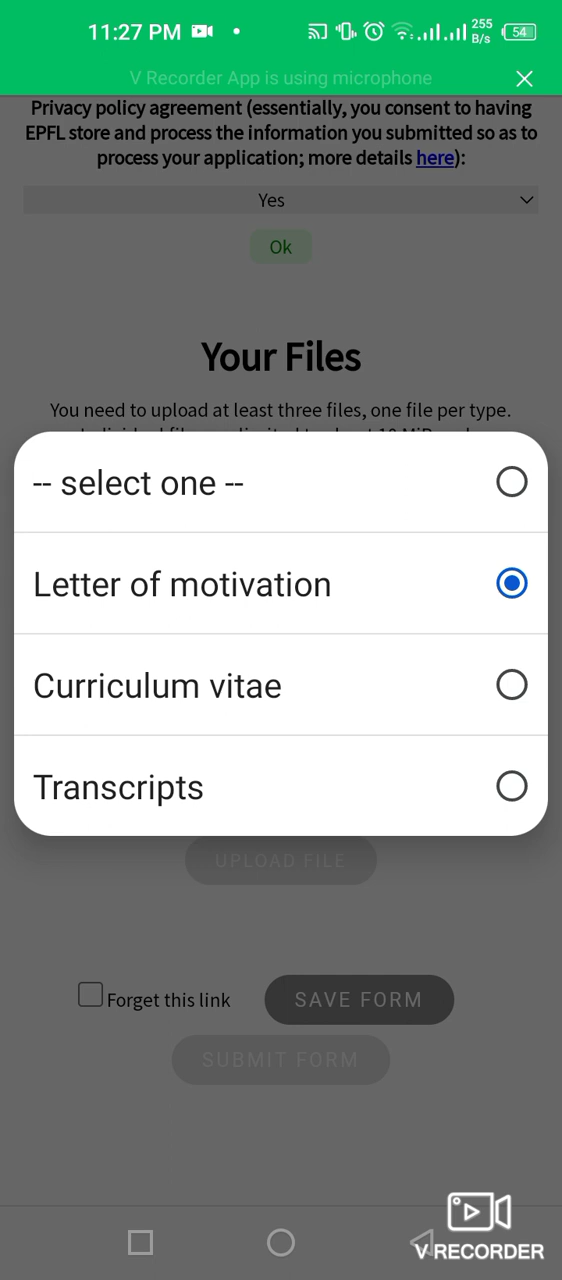 11:27 PM
255
B/s
54
V Recorder App is using microphone
Privacy policy agreement (essentially, you consent to having
EPFL store and process the information you submitted so as to
process your application; more details here):
Yes
Ok
Your Files
You need to upload at least three files, one file per type.
-- select one --
Letter of motivation
Curriculum vitae
Transcripts
UPLOAD FILE
Forget this link
SAVE FORM
SUBMIT FORM
V RECORDER